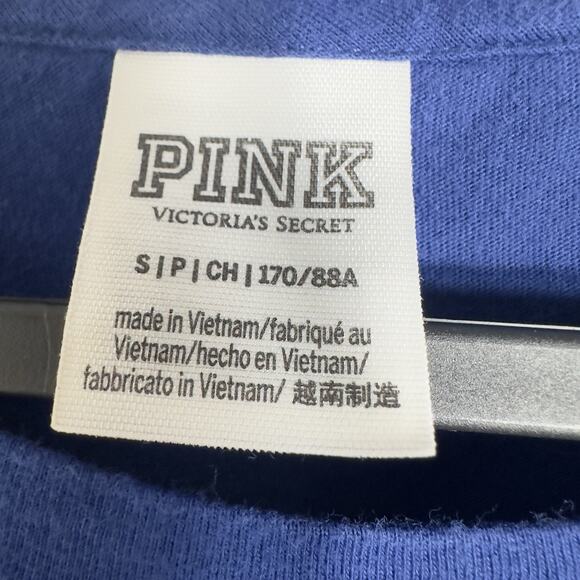 PINK
VICTORIA'S SECRET
S|P|CH|170/88A
made in Vietnam/fabriqué au
Vietnam/hecho en Vietnam/
fabbricato in Vietnam/ 越南制造